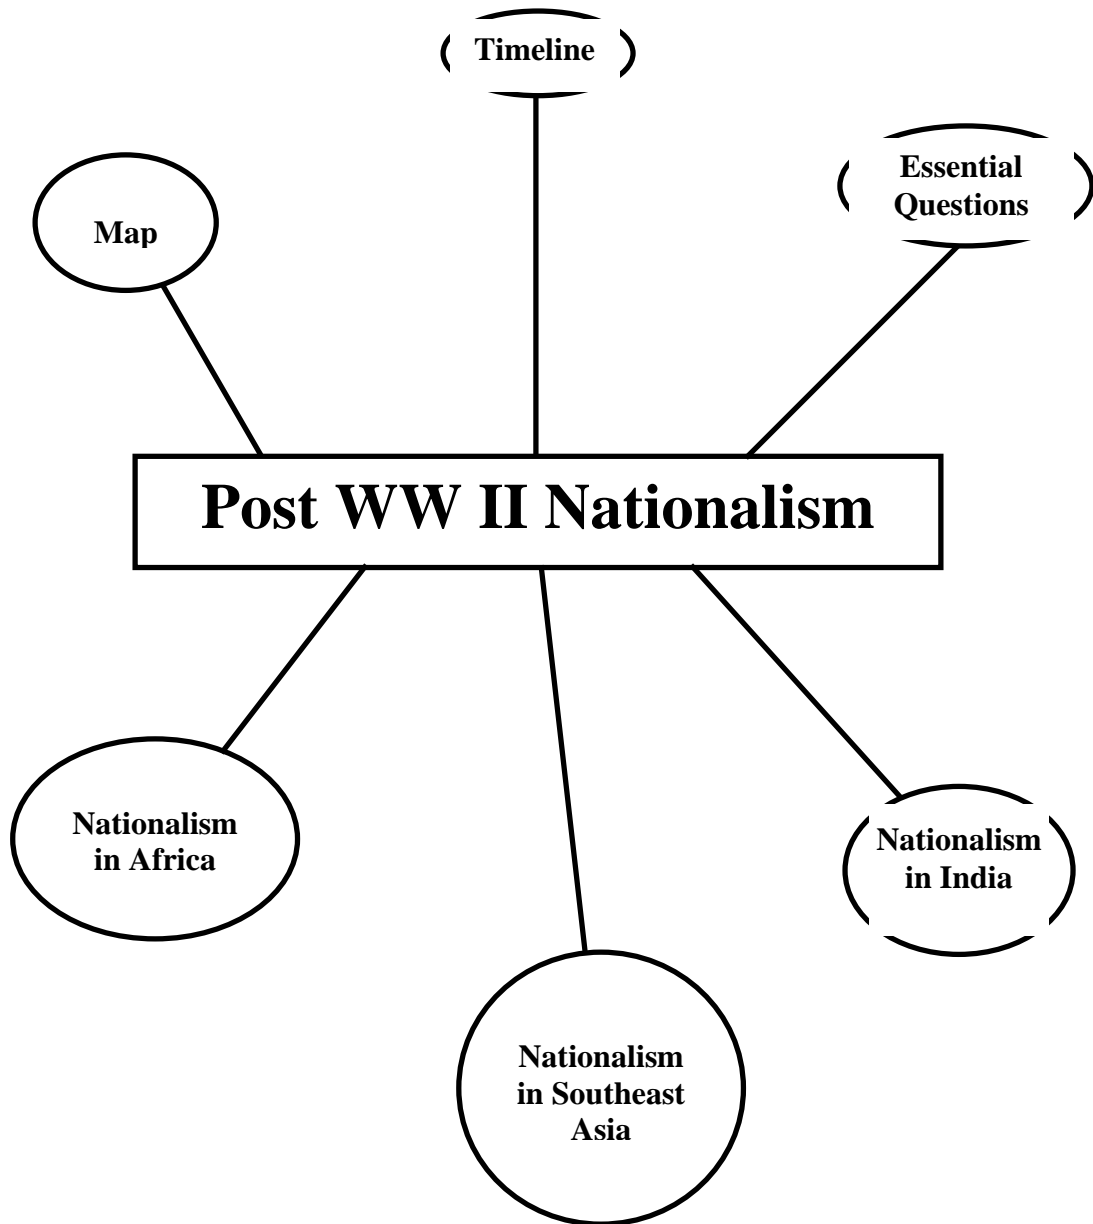 Timeline
Essential
Questions
Map
Post WW II Nationalism
Nationalism
in Africa
Nationalism
in India
Nationalism
in Southeast
Asia